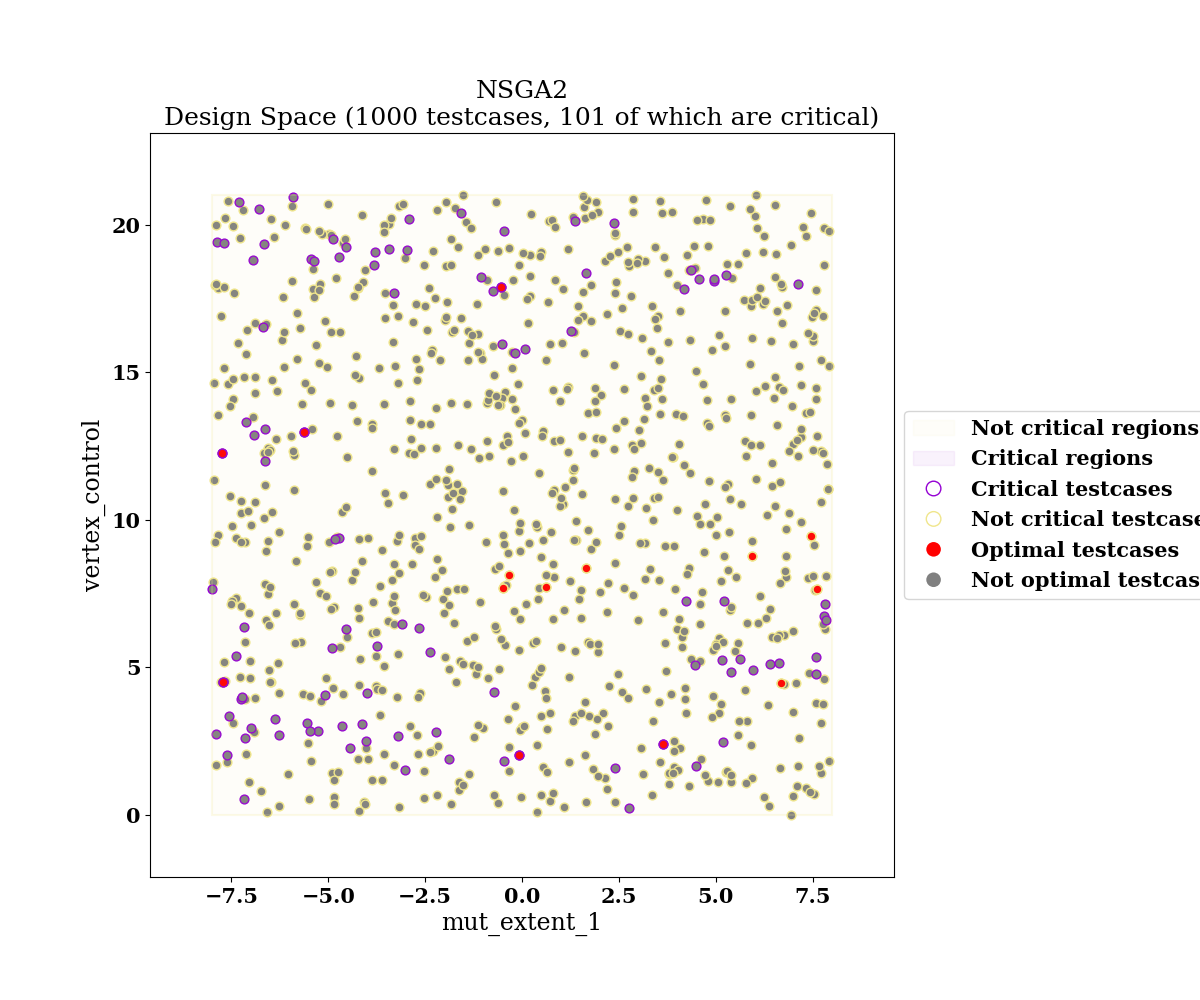 NSGA2
Design Space (1000 testcases, 101 of which are critical)
20
15
10
5
0
vertex_control
−7.5 −5.0 −2.5 0.0 2.5 5.0 7.5
mut_extent_1
Not critical regions
Critical regions
Critical testcases
Not critical testcase
Optimal testcases
Not optimal testcas